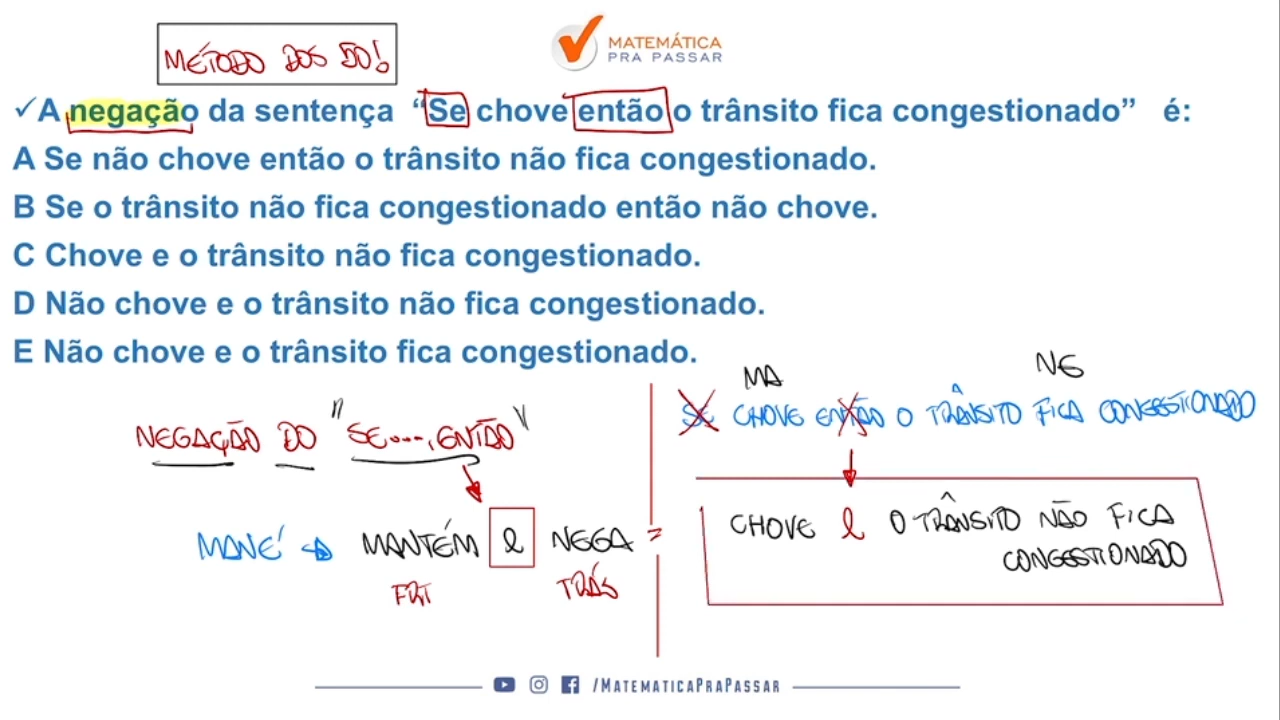 MÉTODO DOS 50!
MATEMÁTICA
PRA PASSAR
✓A negação da sentença “Se chove então o trânsito fica congestionado” é:
A Se não chove então o trânsito não fica congestionado.
B Se o trânsito não fica congestionado então não chove.
C Chove e o trânsito não fica congestionado.
D Não chove e o trânsito não fica congestionado.
E Não chove e o trânsito fica congestionado.
MA NE
SE CHOVE ENTÃO O TRÂNSITO FICA CONGESTIONADO
NEGAÇÃO DO "SE...,ENTÃO"
CHOVE e O TRÂNSITO NÃO FICA
CONGESTIONADO
MANÉ → MANTÉM e NEGA =
FRT TRÁS
/MATEMATICAPRAPASSAR